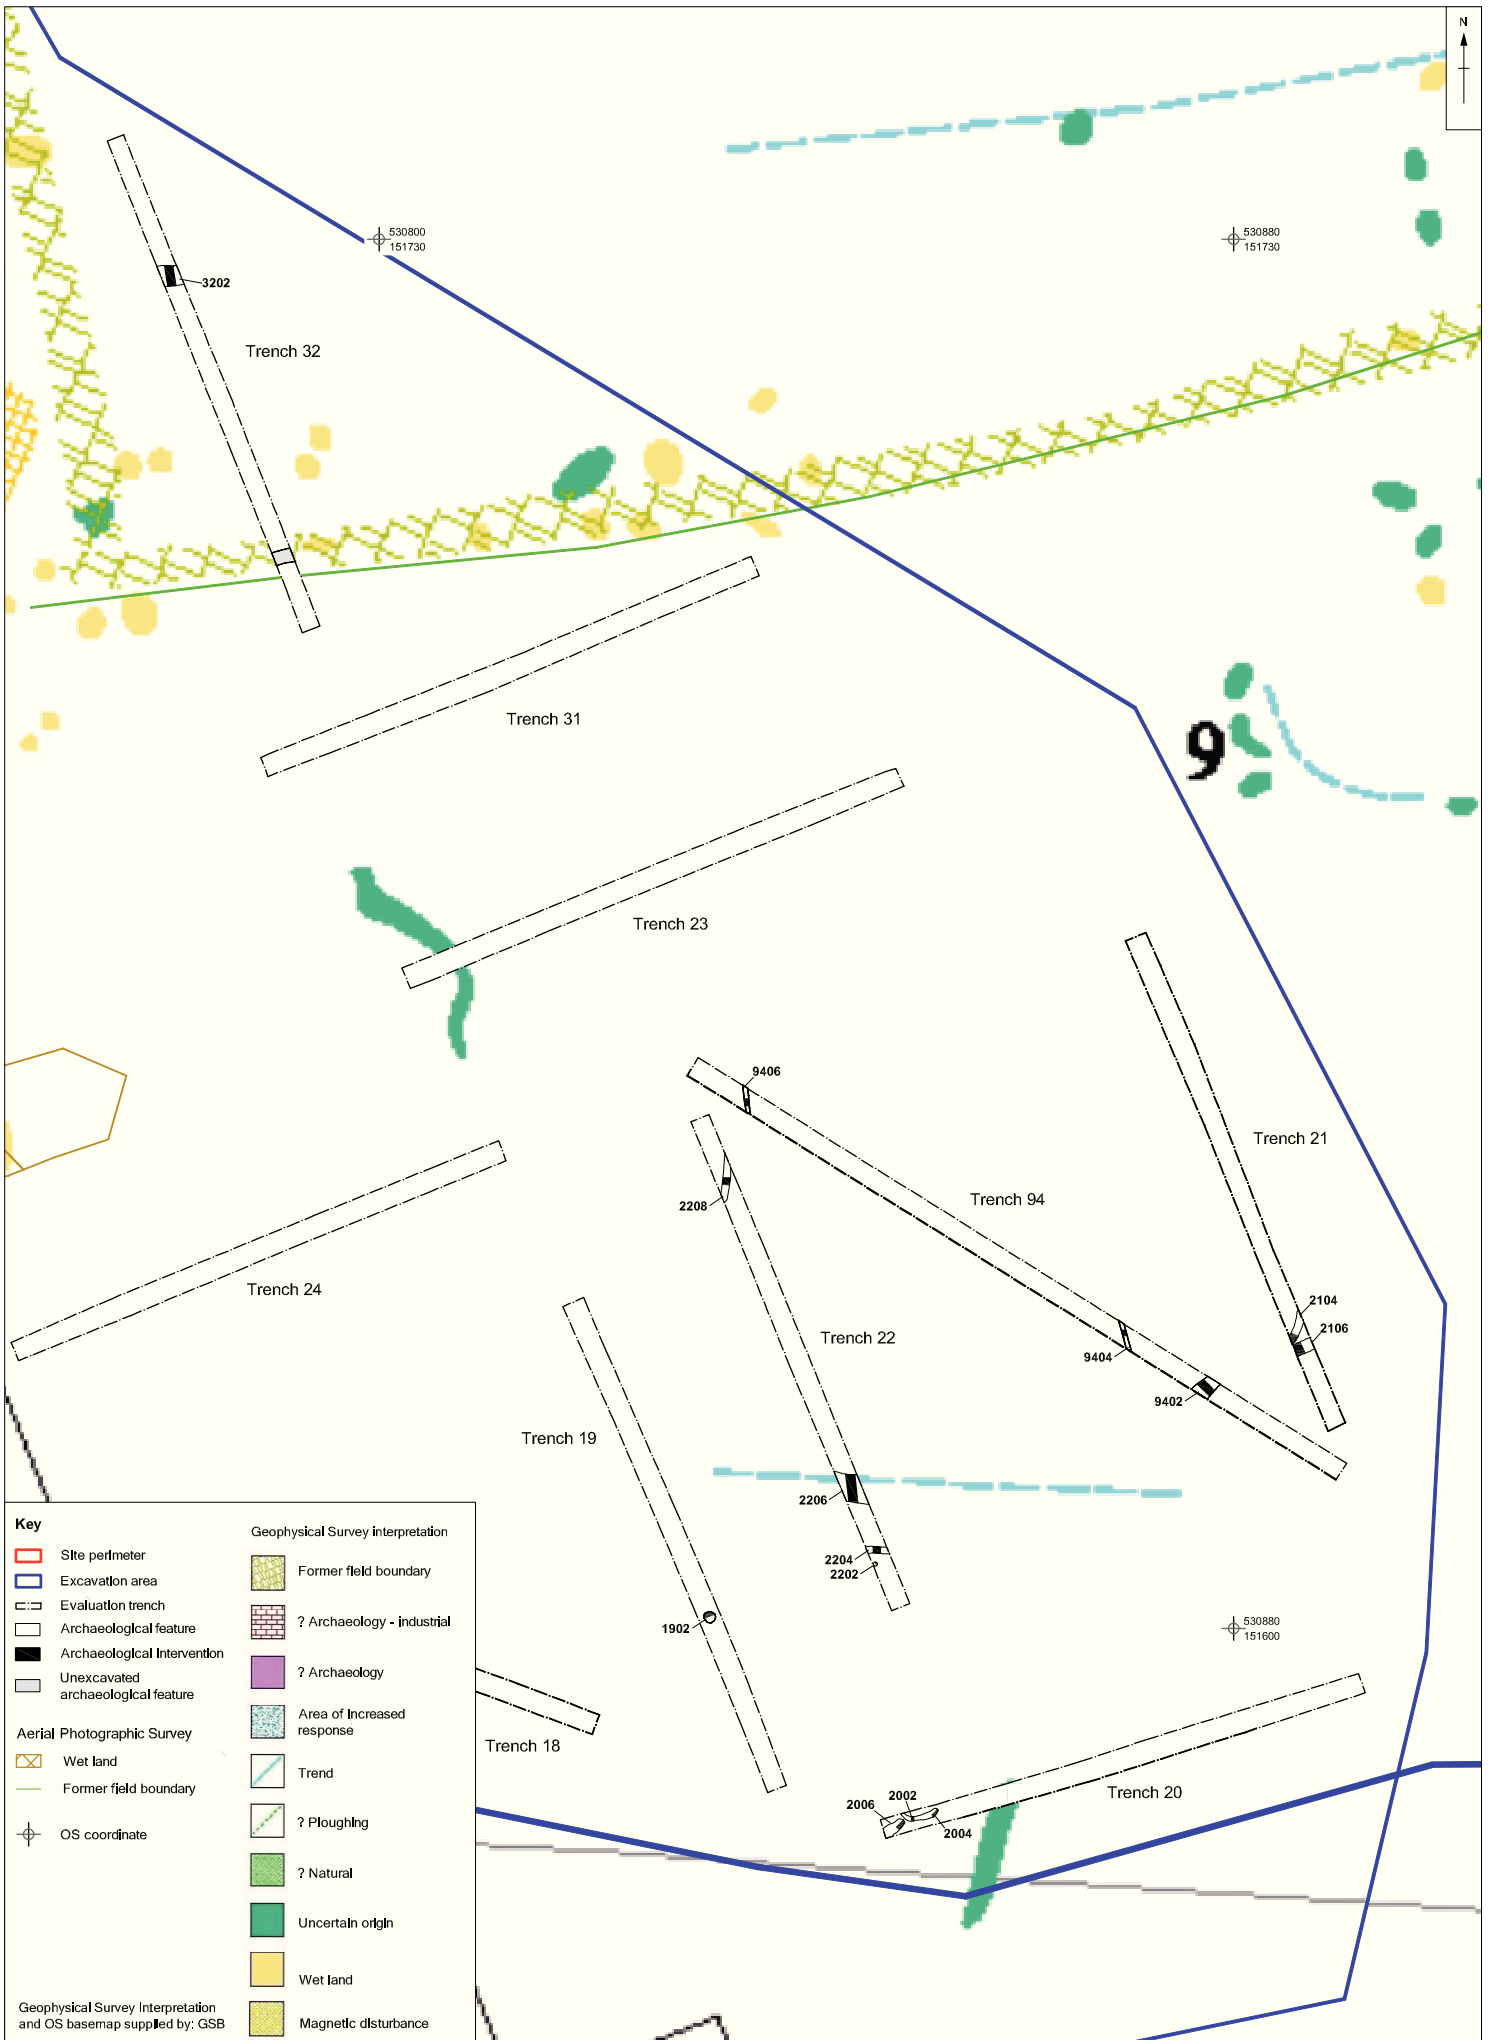 N
530800
151730
530880
151730
3202
Trench 32
Trench 31
9
Trench 23
9406
Trench 21
2208
Trench 94
Trench 24
2104
2106
Trench 22
9404
9402
Trench 19
2206
2204
2202
1902
530880
151600
Trench 18
2002
2006
2004
Trench 20
Key
Site perimeter
Excavation area
Evaluation trench
Archaeological feature
Archaeological Intervention
Unexcavated
archaeological feature
Aerial Photographic Survey
Wet land
Former field boundary
OS coordinate
Geophysical Survey Interpretation
and OS basemap supplied by: GSB
Geophysical Survey interpretation
Former field boundary
? Archaeology - industrial
? Archaeology
Area of Increased
response
Trend
? Ploughing
? Natural
Uncertain origin
Wet land
Magnetic disturbance